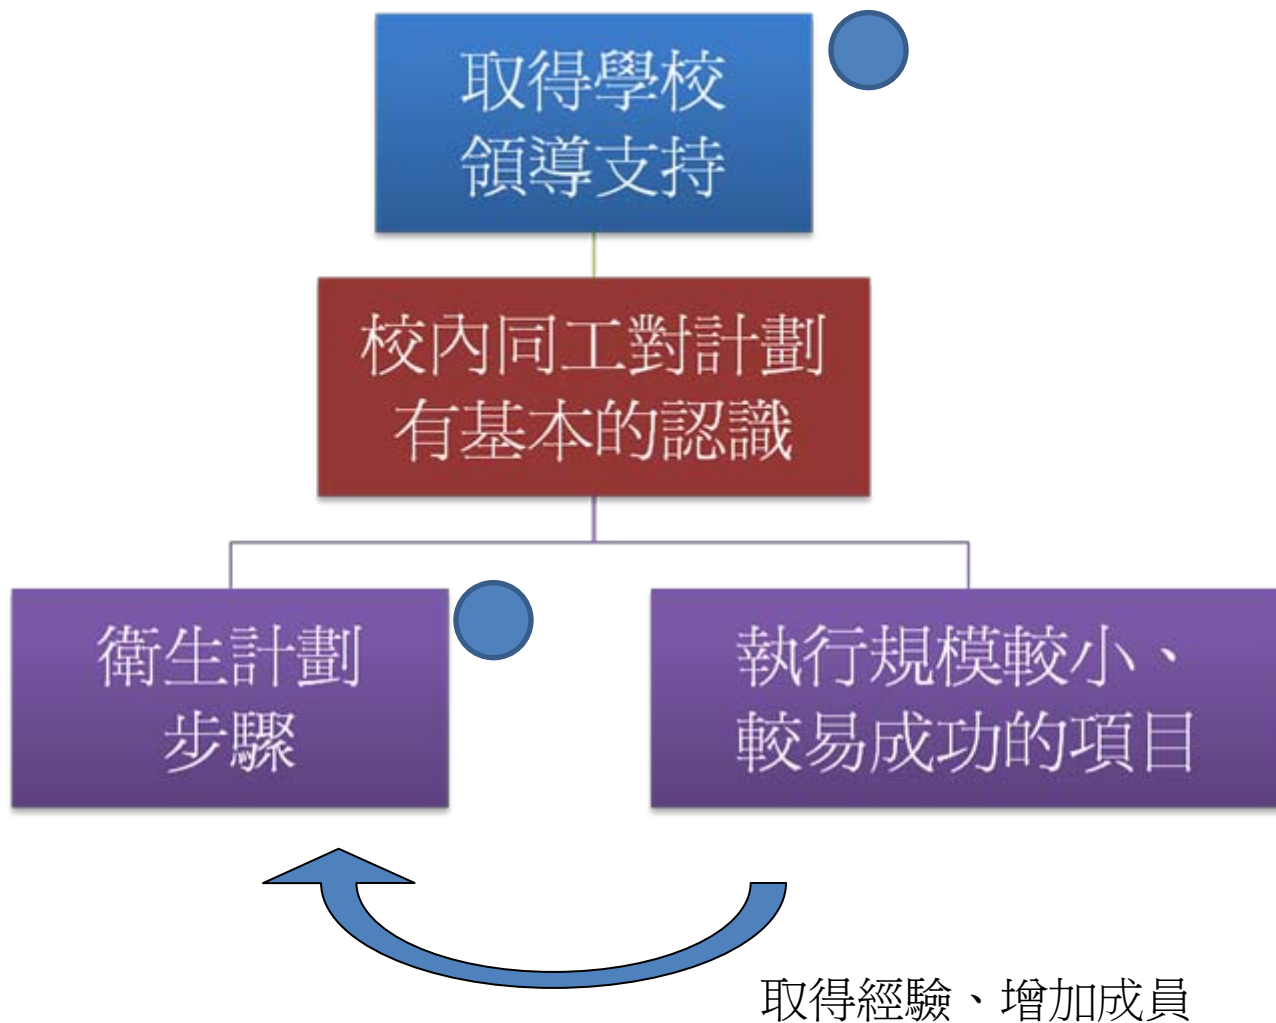 取得學校
領導支持
校內同工對計劃
有基本的認識
衛生計劃
步驟
執行規模較小、
較易成功的項目
取得經驗、增加成員